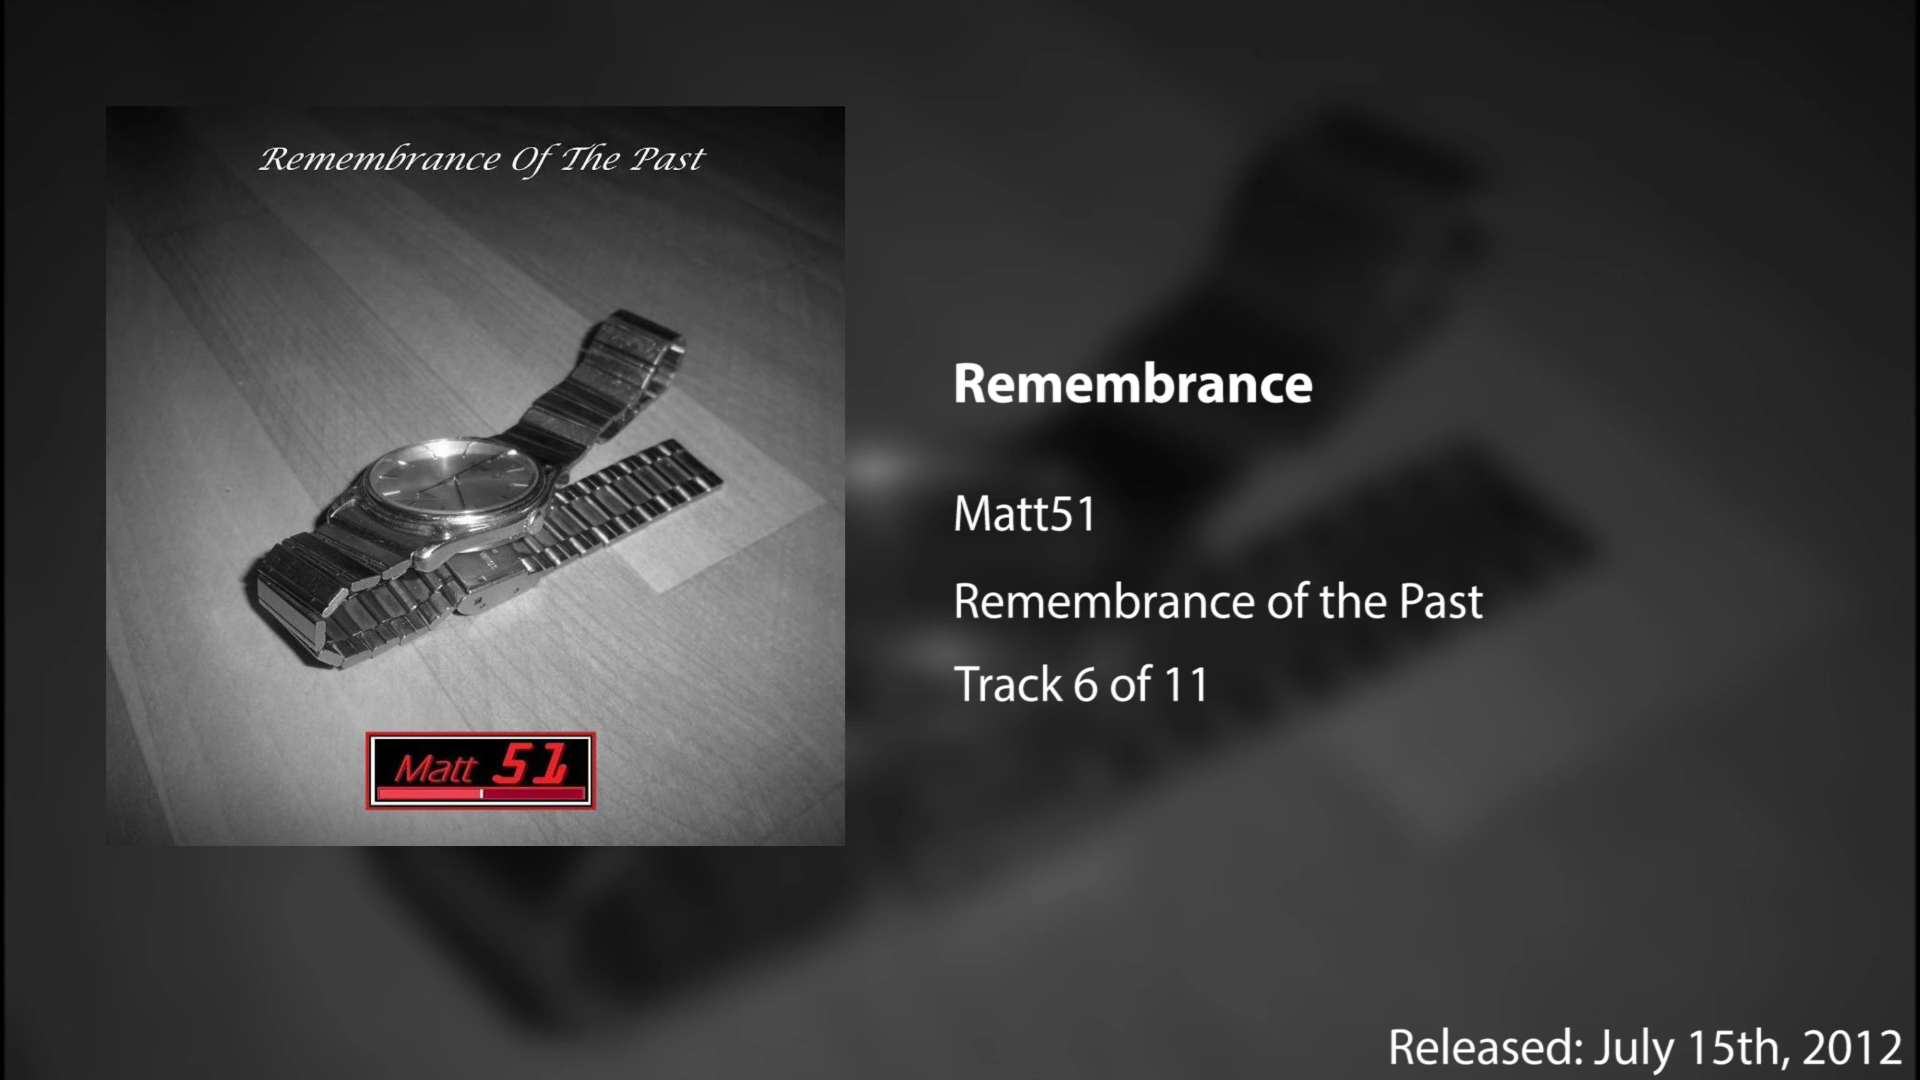 Remembrance Of The Past
Matt 51
Remembrance
Matt51
Remembrance of the Past
Track 6 of 11
Released: July 15th, 2012